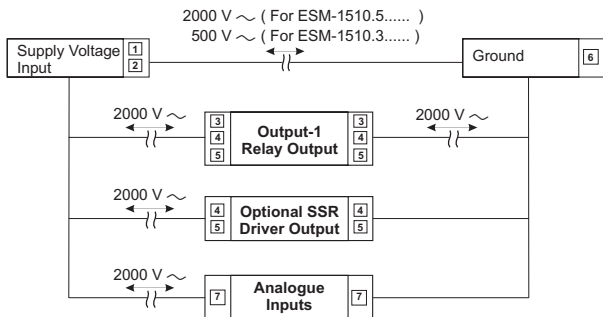 2000 V ~ ( For ESM-1510.5...... )
500 V ~ ( For ESM-1510.3...... )
Supply Voltage
Input
1
2
Ground
6
2000 V ~
3
4
5
Output-1
Relay Output
3
4
5
2000 V ~
2000 V ~
4
5
Optional SSR
Driver Output
4
5
2000 V ~
7
Analogue
Inputs
7